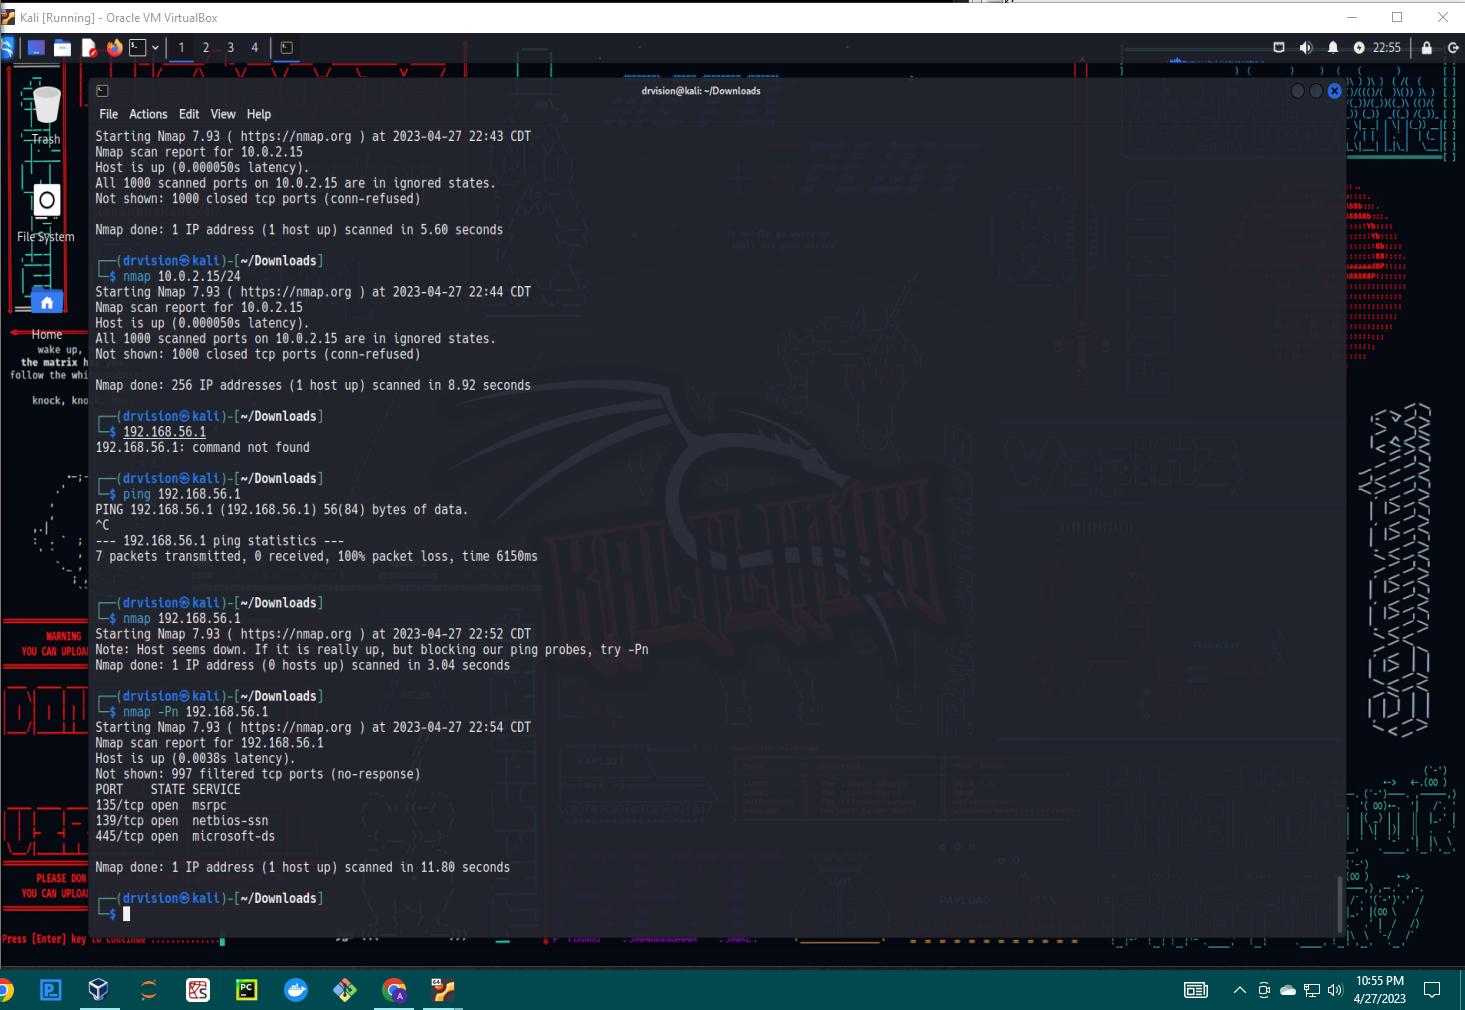 Kali [Running] - Oracle VM VirtualBox
1 2 3 4
22:55
drvision@kali: ~/Downloads
File Actions Edit View Help
Trash
File System
Home
wake up,
the matrix h
follow the whi
knock, kno
WARNING
YOU CAN UPLOA
PLEASE DON
YOU CAN UPLOA
Press [Enter] key to continue .............
Starting Nmap 7.93 ( https://nmap.org ) at 2023-04-27 22:43 CDT
Nmap scan report for 10.0.2.15
Host is up (0.000050s latency).
All 1000 scanned ports on 10.0.2.15 are in ignored states.
Not shown: 1000 closed tcp ports (conn-refused)
Nmap done: 1 IP address (1 host up) scanned in 5.60 seconds
┌──(drvision㉿kali)-[~/Downloads]
└─$ nmap 10.0.2.15/24
Starting Nmap 7.93 ( https://nmap.org ) at 2023-04-27 22:44 CDT
Nmap scan report for 10.0.2.15
Host is up (0.000050s latency).
All 1000 scanned ports on 10.0.2.15 are in ignored states.
Not shown: 1000 closed tcp ports (conn-refused)
Nmap done: 256 IP addresses (1 host up) scanned in 8.92 seconds
┌──(drvision㉿kali)-[~/Downloads]
└─$ 192.168.56.1
192.168.56.1: command not found
┌──(drvision㉿kali)-[~/Downloads]
└─$ ping 192.168.56.1
PING 192.168.56.1 (192.168.56.1) 56(84) bytes of data.
^C
--- 192.168.56.1 ping statistics ---
7 packets transmitted, 0 received, 100% packet loss, time 6150ms
┌──(drvision㉿kali)-[~/Downloads]
└─$ nmap 192.168.56.1
Starting Nmap 7.93 ( https://nmap.org ) at 2023-04-27 22:52 CDT
Note: Host seems down. If it is really up, but blocking our ping probes, try -Pn
Nmap done: 1 IP address (0 hosts up) scanned in 3.04 seconds
┌──(drvision㉿kali)-[~/Downloads]
└─$ nmap -Pn 192.168.56.1
Starting Nmap 7.93 ( https://nmap.org ) at 2023-04-27 22:54 CDT
Nmap scan report for 192.168.56.1
Host is up (0.0038s latency).
Not shown: 997 filtered tcp ports (no-response)
PORT STATE SERVICE
135/tcp open msrpc
139/tcp open netbios-ssn
445/tcp open microsoft-ds
Nmap done: 1 IP address (1 host up) scanned in 11.80 seconds
┌──(drvision㉿kali)-[~/Downloads]
└─$
KALI LINUX
EXPLOIT
LOOT
PAYLOAD
10:55 PM
4/27/2023